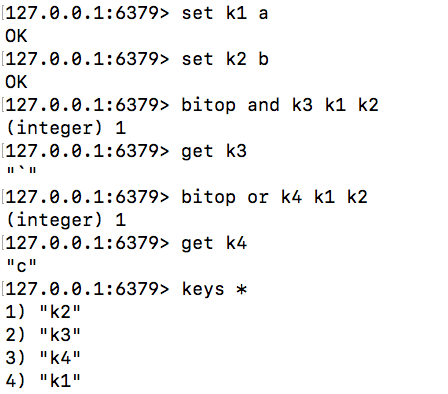 127.0.0.1:6379> set k1 a
OK
127.0.0.1:6379> set k2 b
OK
127.0.0.1:6379> bitop and k3 k1 k2
(integer) 1
127.0.0.1:6379> get k3
"`"
127.0.0.1:6379> bitop or k4 k1 k2
(integer) 1
127.0.0.1:6379> get k4
"c"
127.0.0.1:6379> keys *
1) "k2"
2) "k3"
3) "k4"
4) "k1"